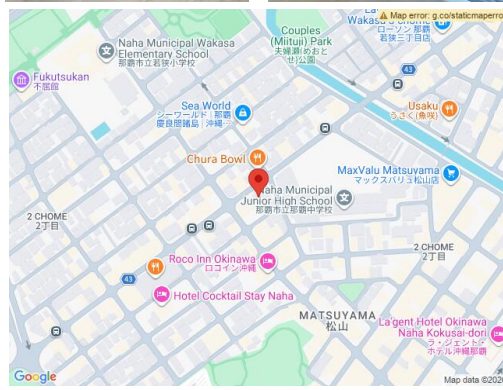 Map error: g.co/staticmaperro
Couples
(Miituji) Park
夫婦瀬(めおと
せ)公園
ローソン 那覇
若狭三丁目店
Naha Municipal Wakasa
Elementary School
那覇市立若狭小学校
43
Fukutsukan
不屈館
Sea World
シーワールド | 那覇
慶良間諸島 | 沖縄…
Usaku
うさく(魚咲)
Chura Bowl
MaxValu Matsuyama
マックスバリュ松山店
Naha Municipal
Junior High School
那覇市立那覇中学校
2 CHOME
2丁目
2 CHOME
2丁目
Roco Inn Okinawa
ロコイン沖縄
43
Hotel Cocktail Stay Naha
MATSUYAMA
松山
La'gent Hotel Okinawa
Naha Kokusai-dori
ラ・ジェント・
ホテル沖縄那覇
Google
Map data ©202